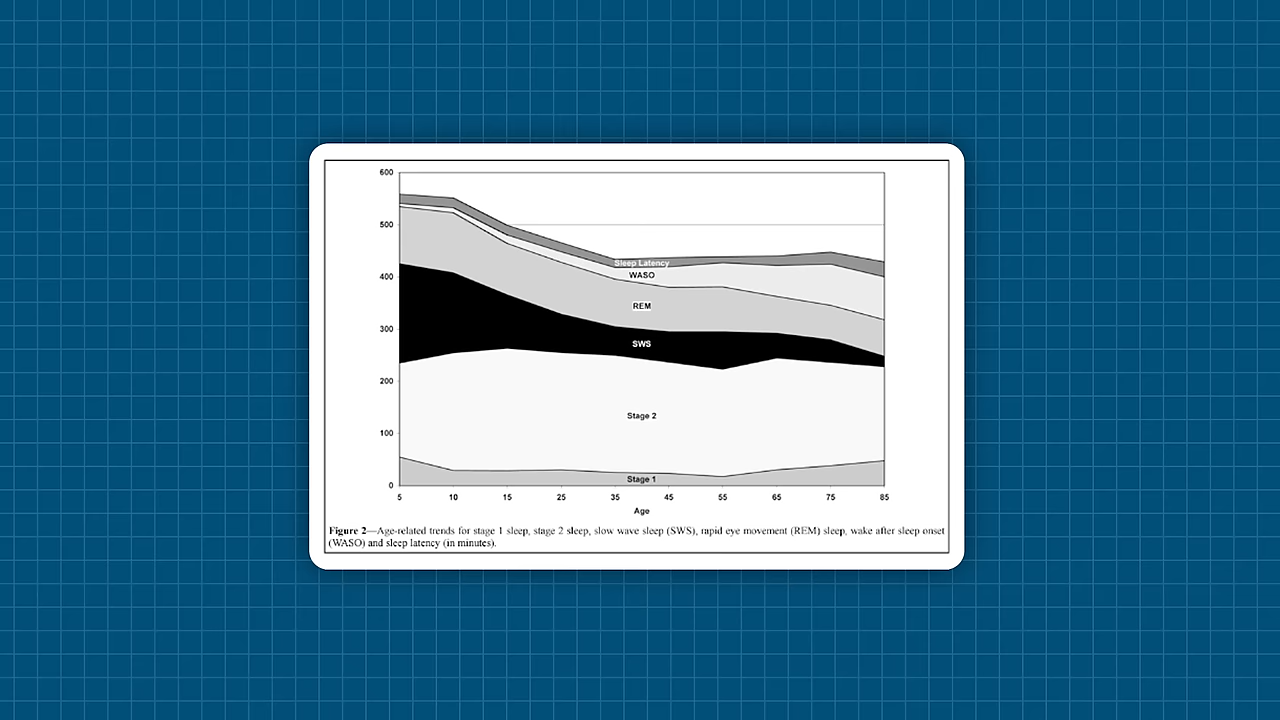 600
500
400
300
200
100
0
Sleep Latency
WASO
REM
SWS
Stage 2
Stage 1
5 10 15 25 35 45 55 65 75 85
Age
Figure 2—Age-related trends for stage 1 sleep, stage 2 sleep, slow wave sleep (SWS), rapid eye movement (REM) sleep, wake after sleep onset
(WASO) and sleep latency (in minutes).